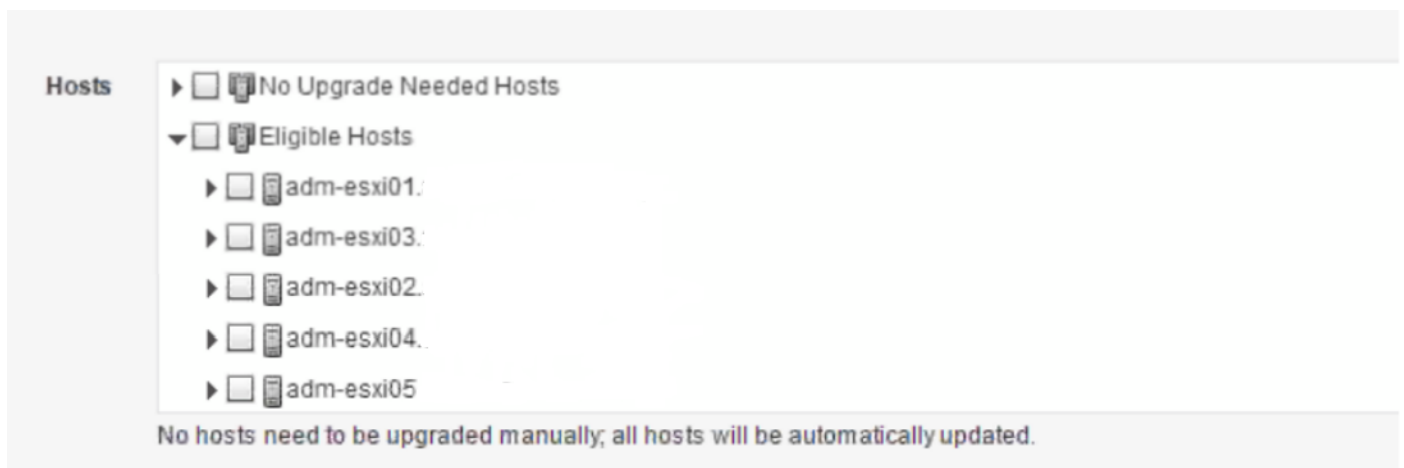 Hosts
No Upgrade Needed Hosts
Eligible Hosts
adm-esxi01.
adm-esxi03.
adm-esxi02.
adm-esxi04.
adm-esxi05
No hosts need to be upgraded manually; all hosts will be automatically updated.